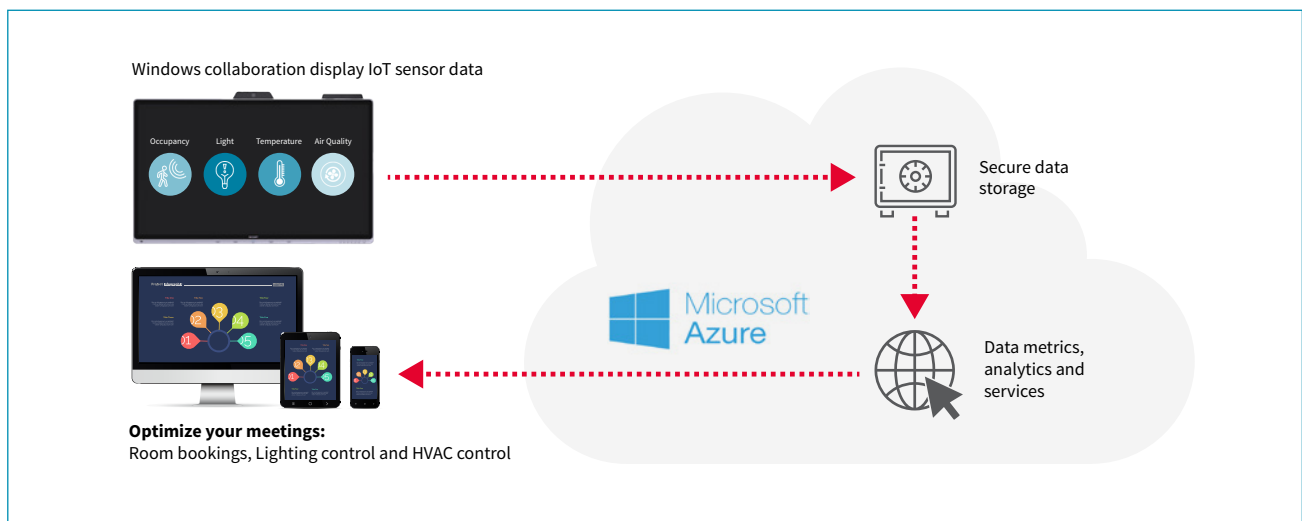 Windows collaboration display IoT sensor data
Occupancy Light Temperature Air Quality
Secure data
storage
Microsoft
Azure
Data metrics,
analytics and
services
Optimize your meetings:
Room bookings, Lighting control and HVAC control